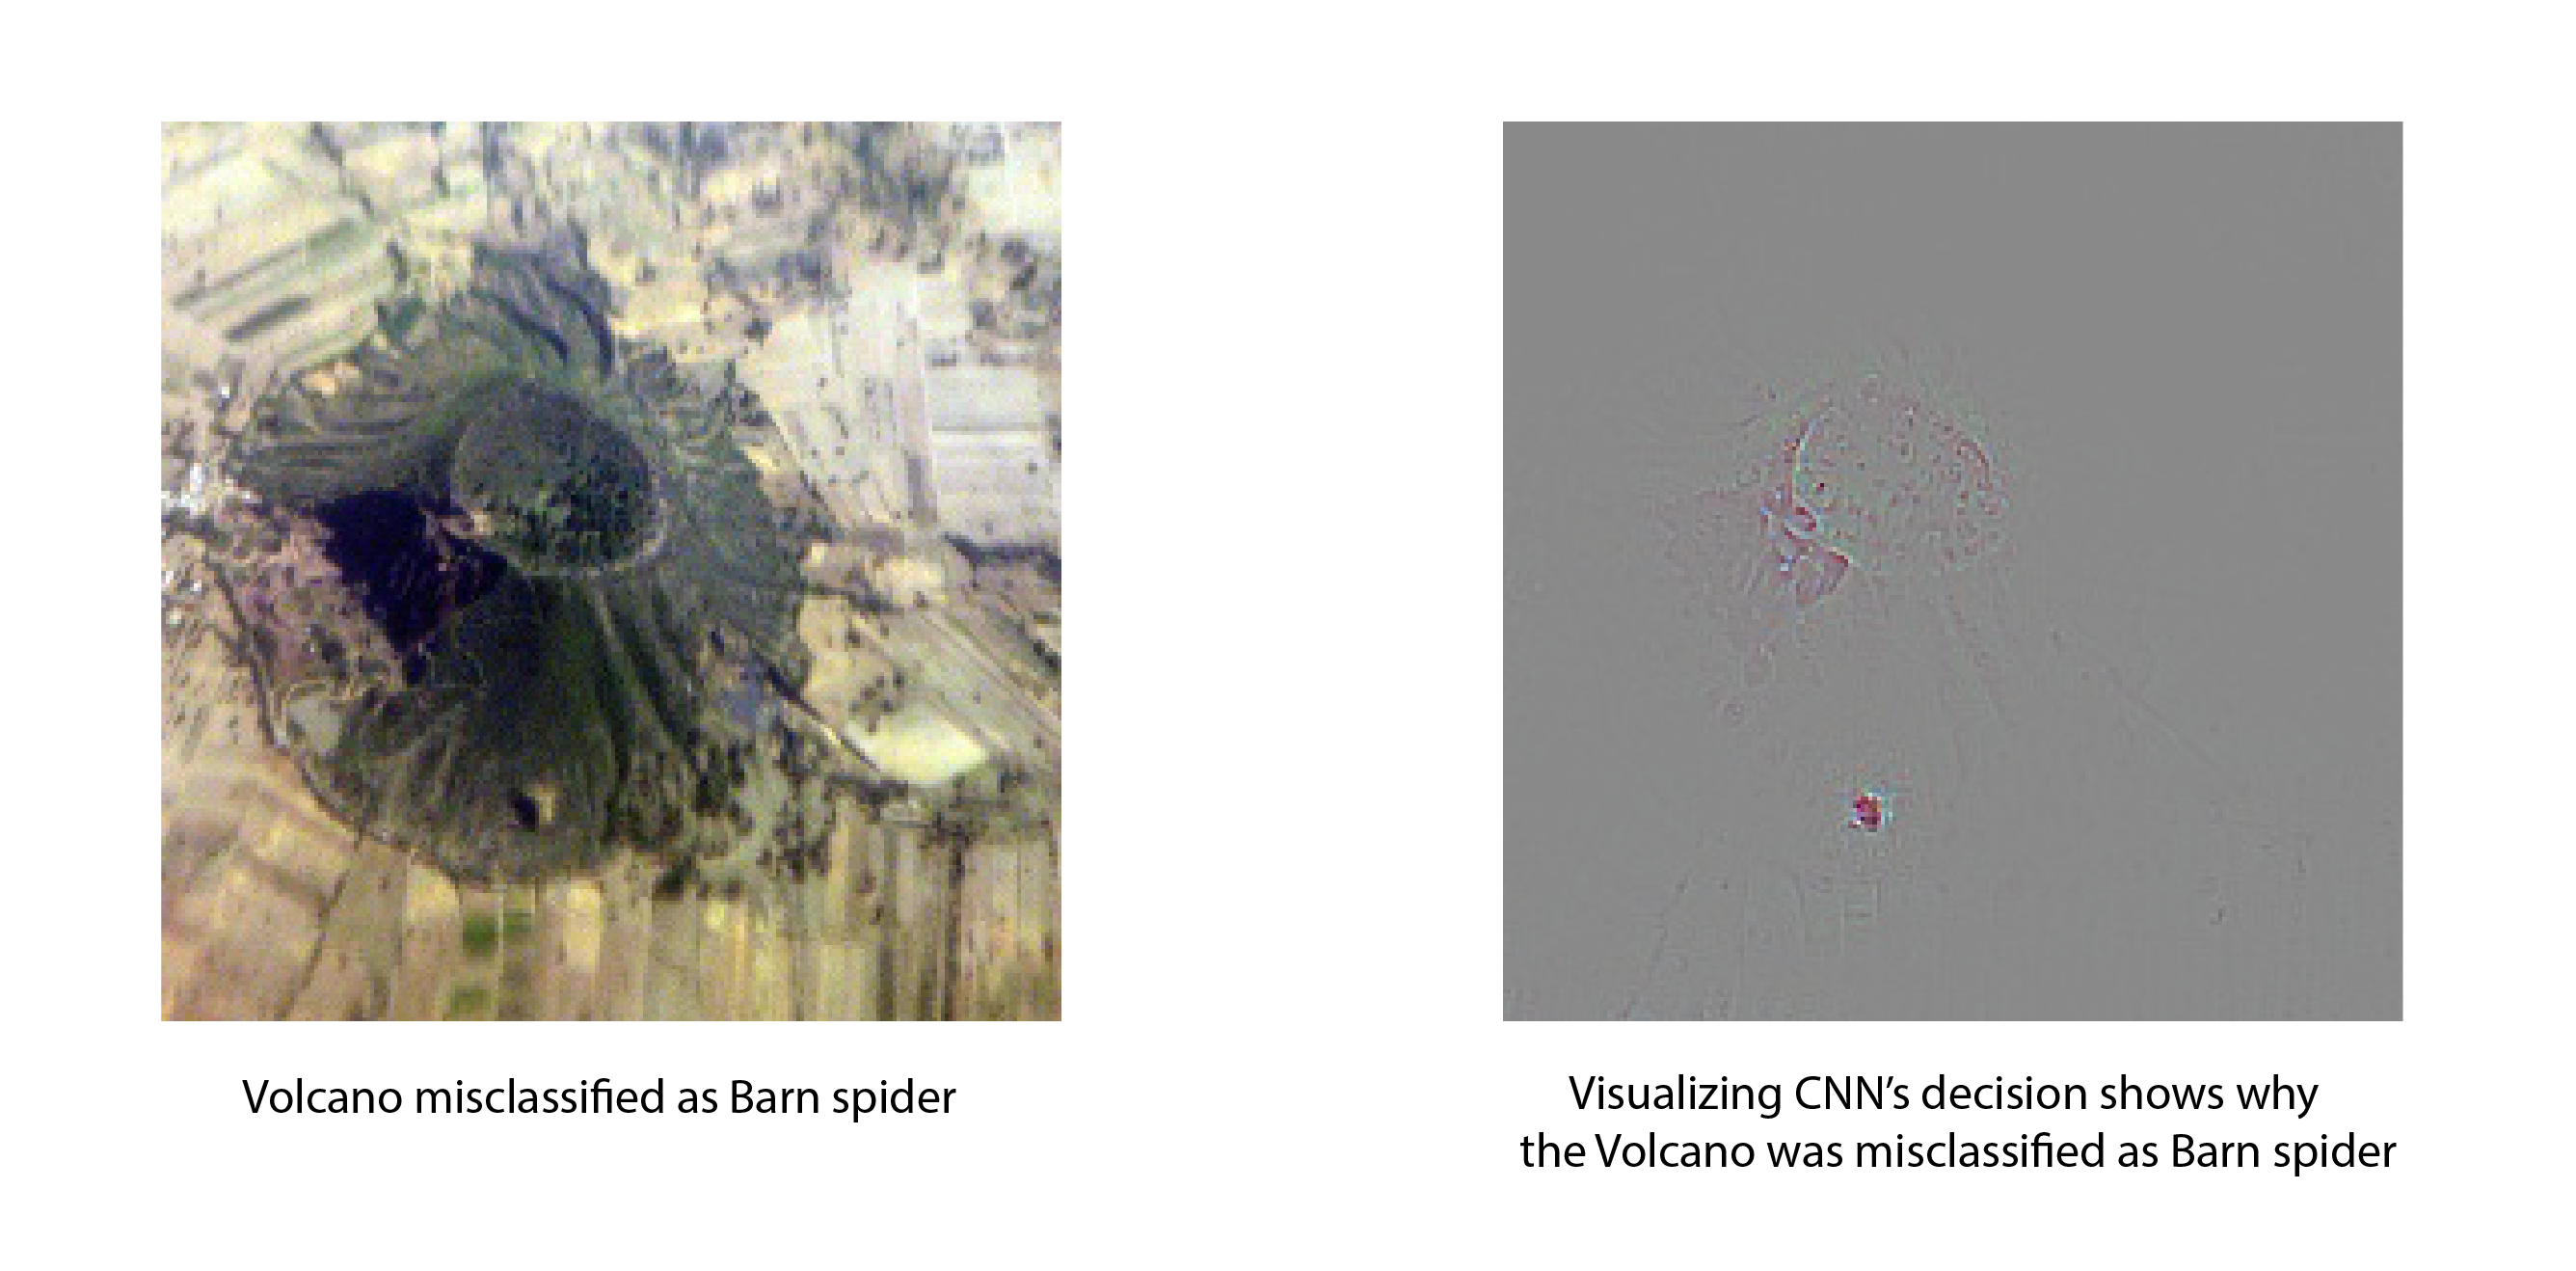 Volcano misclassified as Barn spider
Visualizing CNN’s decision shows why
the Volcano was misclassified as Barn spider